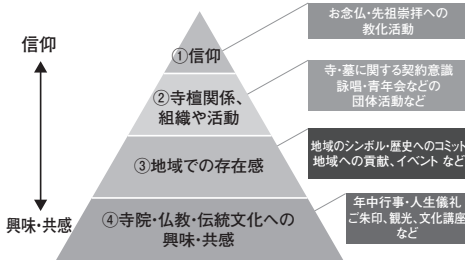 信仰
興味・共感
①信仰
②寺檀関係、
組織や活動
③地域での存在感
④寺院・仏教・伝統文化への
興味・共感
お念仏・先祖崇拝への
教化活動
寺・墓に関する契約意識
詠唱・青年会などの
団体活動など
地域のシンボル・歴史へのコミット
地域への貢献、イベント など
年中行事・人生儀礼
ご朱印、観光、文化講座
など